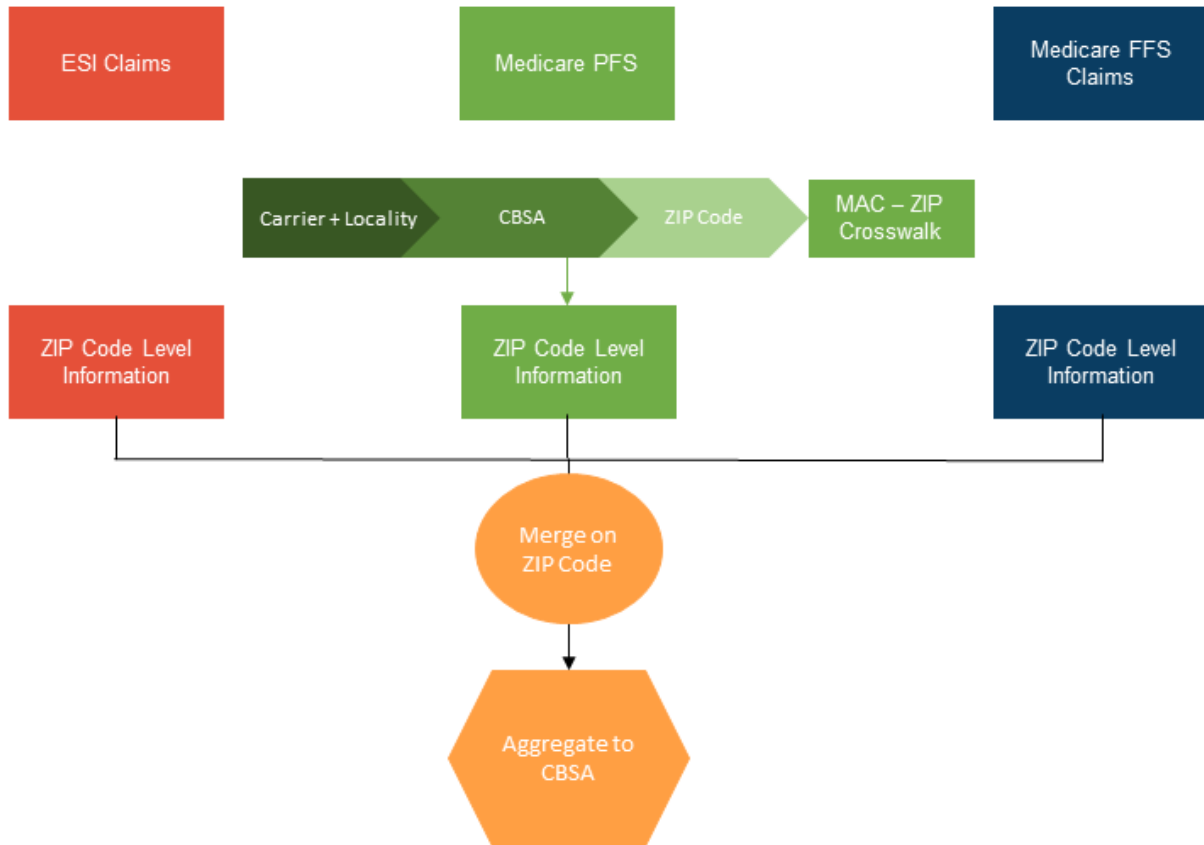 ESI Claims
Medicare PFS
Medicare FFS
Claims
Carrier + Locality
CBSA
ZIP Code
MAC – ZIP
Crosswalk
ZIP Code Level
Information
ZIP Code Level
Information
ZIP Code Level
Information
Merge on
ZIP Code
Aggregate to
CBSA